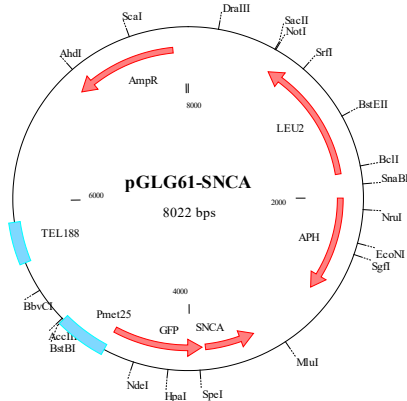 ScaI
DraIII
SacII
NotI
AhdI
AmpR
SrfI
8000
BstEII
LEU2
BclI
pGLG61-SNCA
SnaBI
6000
2000
8022 bps
NruI
TEL188
APH
EcoNI
SgfI
4000
BbvCI
Pmet25
GFP
SNCA
AccIII
BstBI
MluI
NdeI
HpaI
SpeI